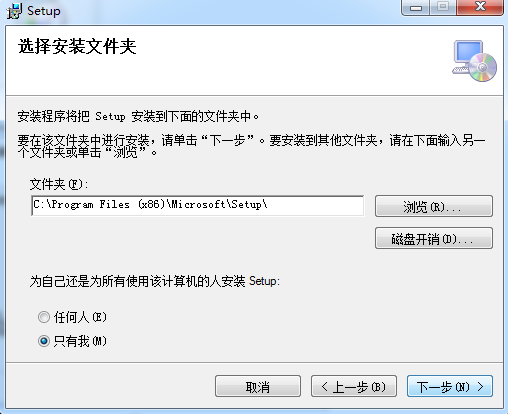 Setup
选择安装文件夹
安装程序将把 Setup 安装到下面的文件夹中。
要在该文件夹中进行安装，请单击“下一步”。要安装到其他文件夹，请在下面输入另一
个文件夹或单击“浏览”。
文件夹(F):
C:\Program Files (x86)\Microsoft\Setup\
浏览(R)...
磁盘开销(D)...
为自己还是为所有使用该计算机的人安装 Setup:
任何人(E)
只有我(M)
取消
< 上一步(B)
下一步(N) >